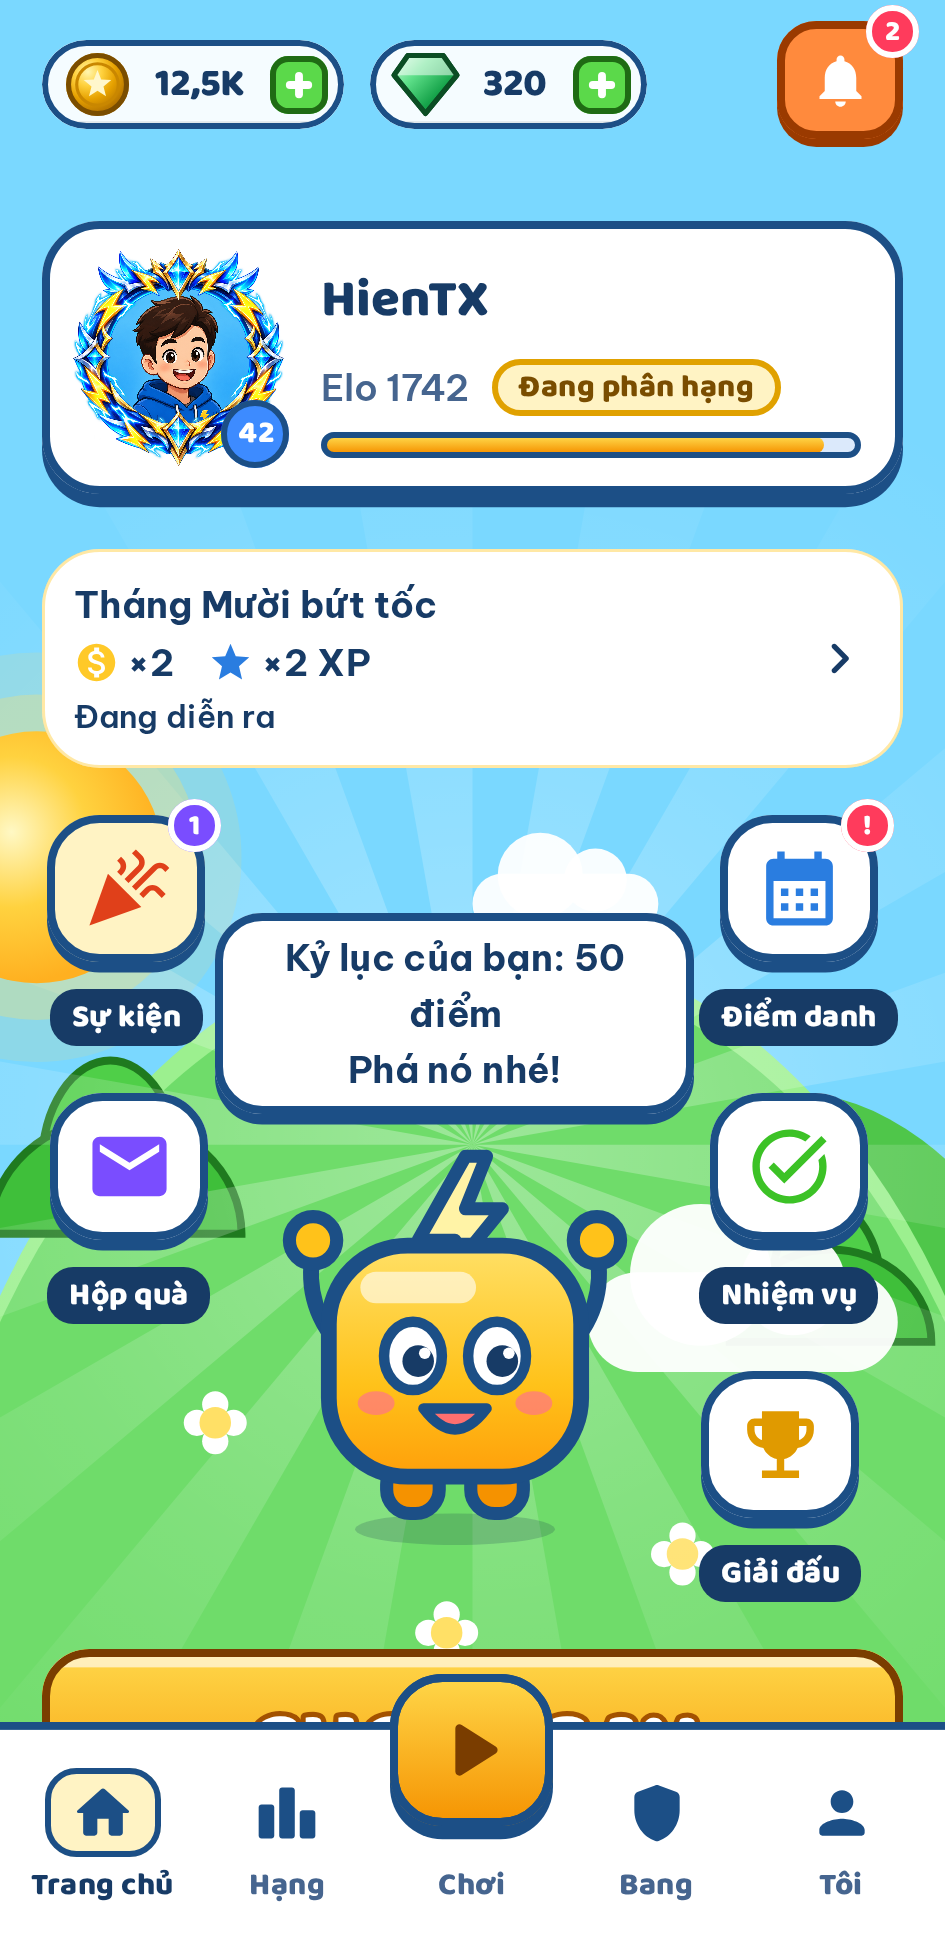 12,5K
320
2
HienTX
Elo 1742
Đang phân hạng
42
Tháng Mười bứt tốc
×2
×2 XP
Đang diễn ra
1
!
Sự kiện
Kỷ lục của bạn: 50
điểm
Phá nó nhé!
Điểm danh
Hộp quà
Nhiệm vụ
Giải đấu
Trang chủ
Hạng
Chơi
Bang
Tôi